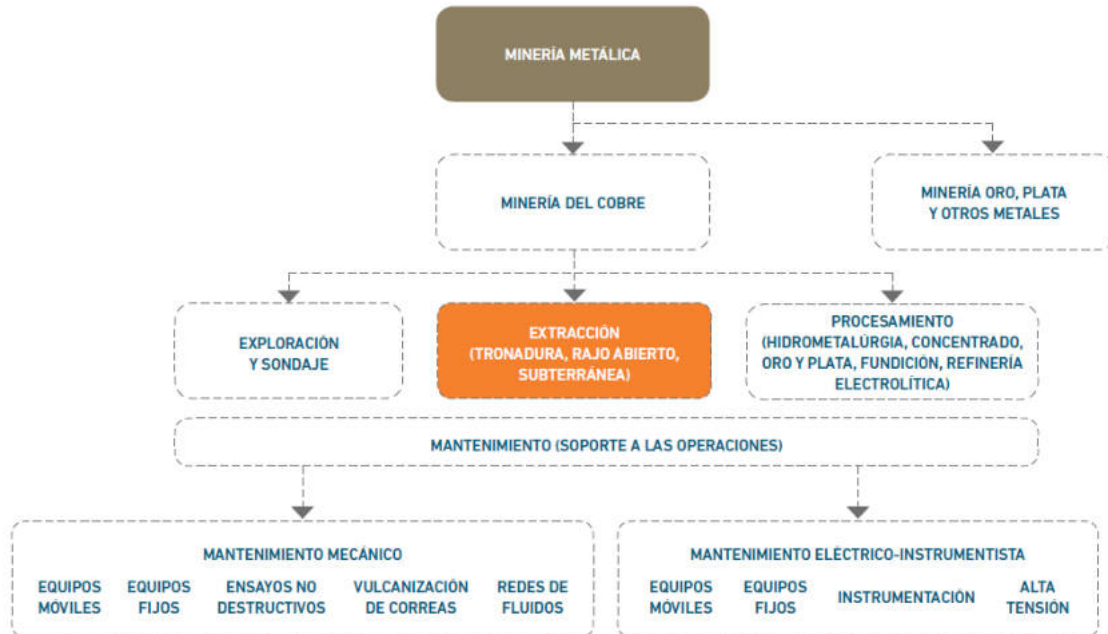 MINERÍA METÁLICA
MINERÍA DEL COBRE
MINERÍA ORO, PLATA
Y OTROS METALES
EXPLORACIÓN
Y SONDAJE
EXTRACCIÓN
(TRONADURA, RAJO ABIERTO,
SUBTERRÁNEA)
PROCESAMIENTO
(HIDROMETALÚRGIA, CONCENTRADO,
ORO Y PLATA, FUNDICIÓN, REFINERÍA
ELECTROLÍTICA)
MANTENIMIENTO (SOPORTE A LAS OPERACIONES)
MANTENIMIENTO MECÁNICO
EQUIPOS
MÓVILES
EQUIPOS
FIJOS
ENSAYOS NO
DESTRUCTIVOS
VULCANIZACIÓN
DE CORREAS
REDES DE
FLUIDOS
MANTENIMIENTO ELÉCTRICO-INSTRUMENTISTA
EQUIPOS
MÓVILES
EQUIPOS
FIJOS
INSTRUMENTACIÓN
ALTA
TENSIÓN